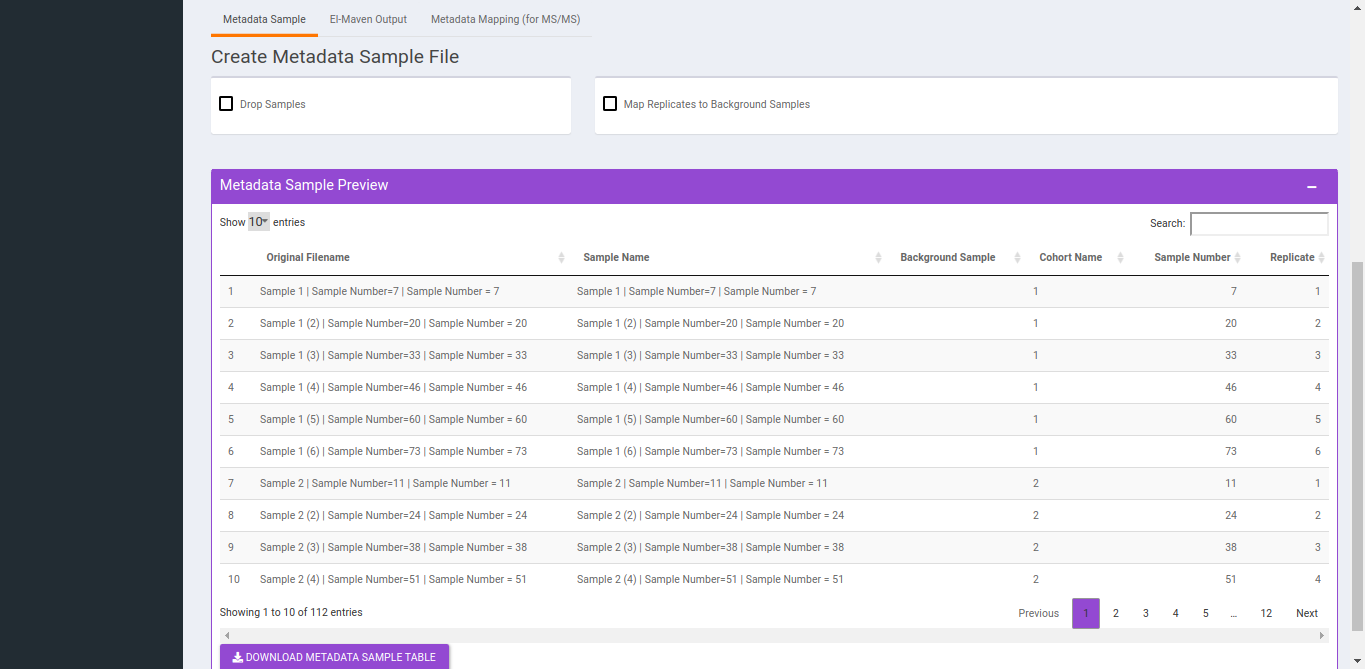 Metadata Sample El-Maven Output Metadata Mapping (for MS/MS)
Create Metadata Sample File
Drop Samples Map Replicates to Background Samples
Metadata Sample Preview
Show 10 entries Search:
Original Filename Sample Name Background Sample Cohort Name Sample Number Replicate
1 Sample 1 | Sample Number=7 | Sample Number = 7 Sample 1 | Sample Number=7 | Sample Number = 7 1 7 1
2 Sample 1 (2) | Sample Number=20 | Sample Number = 20 Sample 1 (2) | Sample Number=20 | Sample Number = 20 1 20 2
3 Sample 1 (3) | Sample Number=33 | Sample Number = 33 Sample 1 (3) | Sample Number=33 | Sample Number = 33 1 33 3
4 Sample 1 (4) | Sample Number=46 | Sample Number = 46 Sample 1 (4) | Sample Number=46 | Sample Number = 46 1 46 4
5 Sample 1 (5) | Sample Number=60 | Sample Number = 60 Sample 1 (5) | Sample Number=60 | Sample Number = 60 1 60 5
6 Sample 1 (6) | Sample Number=73 | Sample Number = 73 Sample 1 (6) | Sample Number=73 | Sample Number = 73 1 73 6
7 Sample 2 | Sample Number=11 | Sample Number = 11 Sample 2 | Sample Number=11 | Sample Number = 11 2 11 1
8 Sample 2 (2) | Sample Number=24 | Sample Number = 24 Sample 2 (2) | Sample Number=24 | Sample Number = 24 2 24 2
9 Sample 2 (3) | Sample Number=38 | Sample Number = 38 Sample 2 (3) | Sample Number=38 | Sample Number = 38 2 38 3
10 Sample 2 (4) | Sample Number=51 | Sample Number = 51 Sample 2 (4) | Sample Number=51 | Sample Number = 51 2 51 4
Showing 1 to 10 of 112 entries Previous 1 2 3 4 5 … 12 Next
DOWNLOAD METADATA SAMPLE TABLE